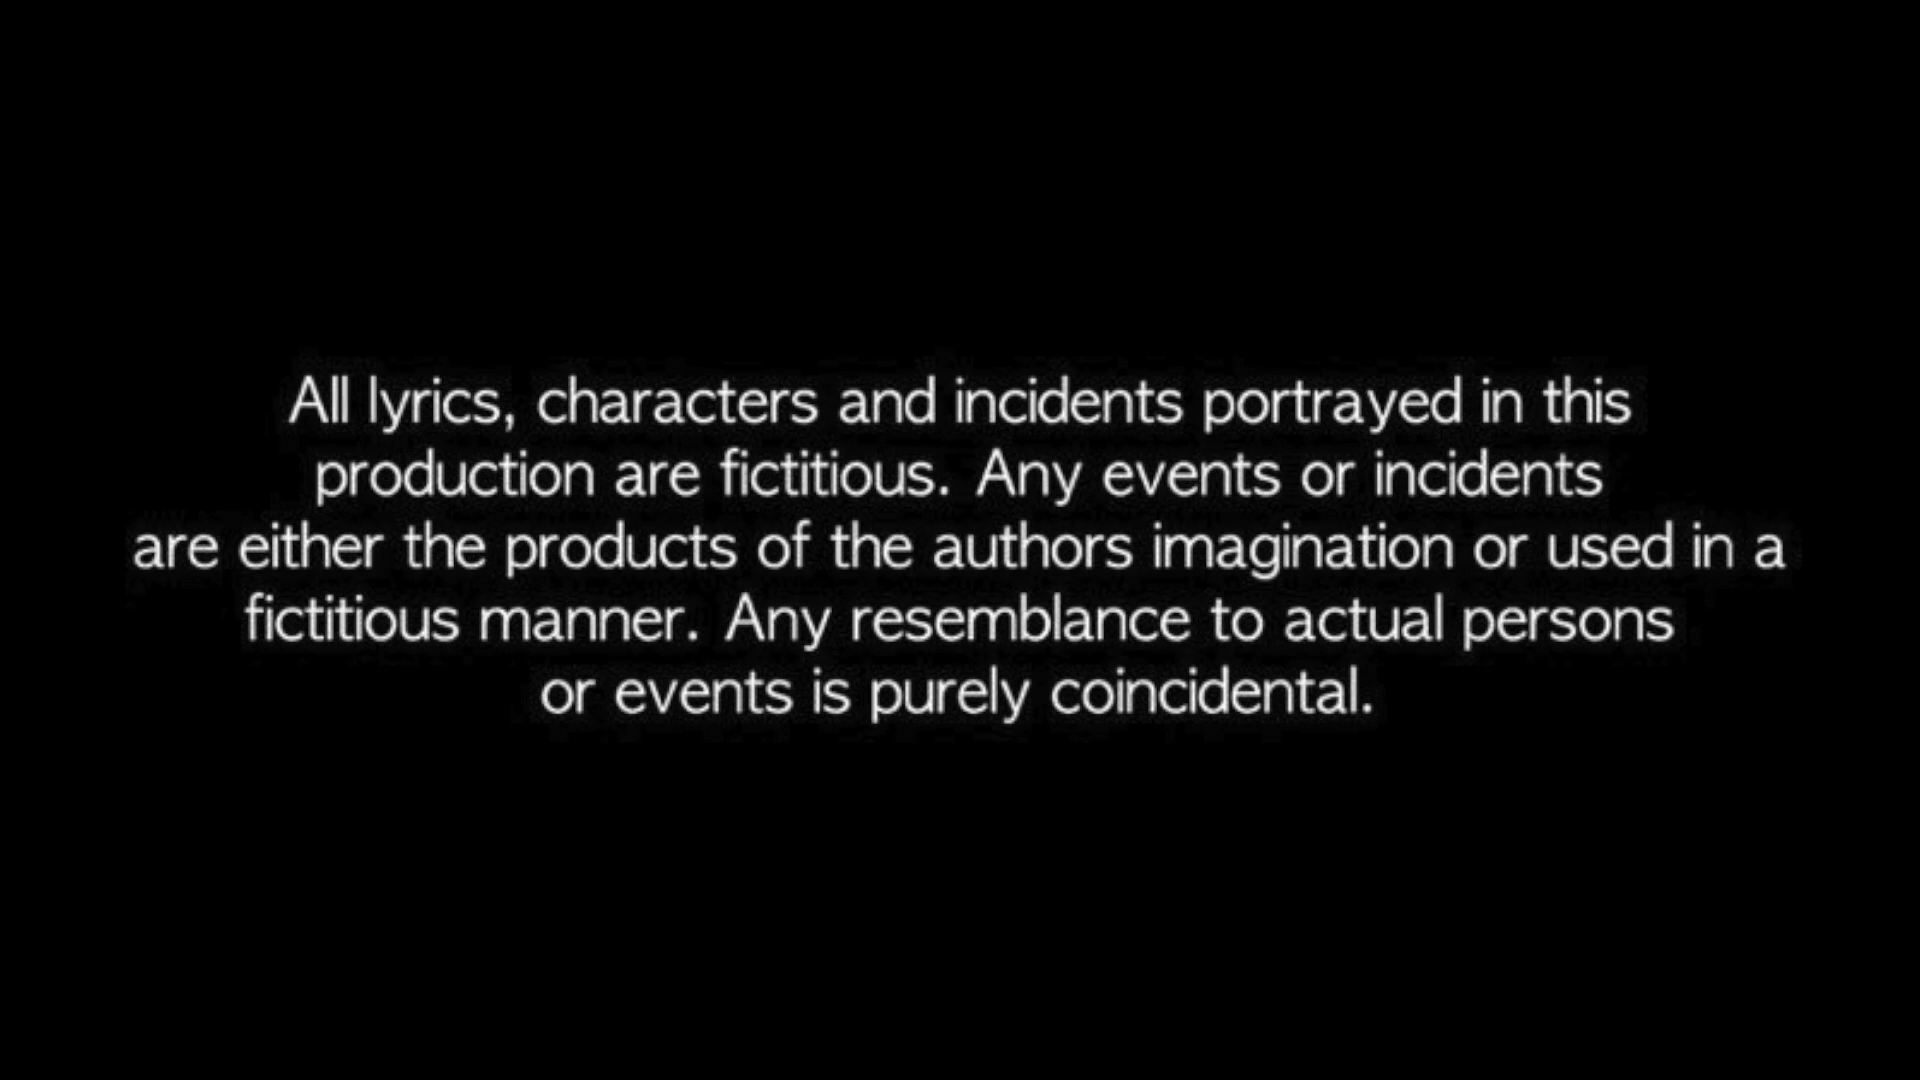 All lyrics, characters and incidents portrayed in this
production are fictitious. Any events or incidents
are either the products of the authors imagination or used in a
fictitious manner. Any resemblance to actual persons
or events is purely coincidental.